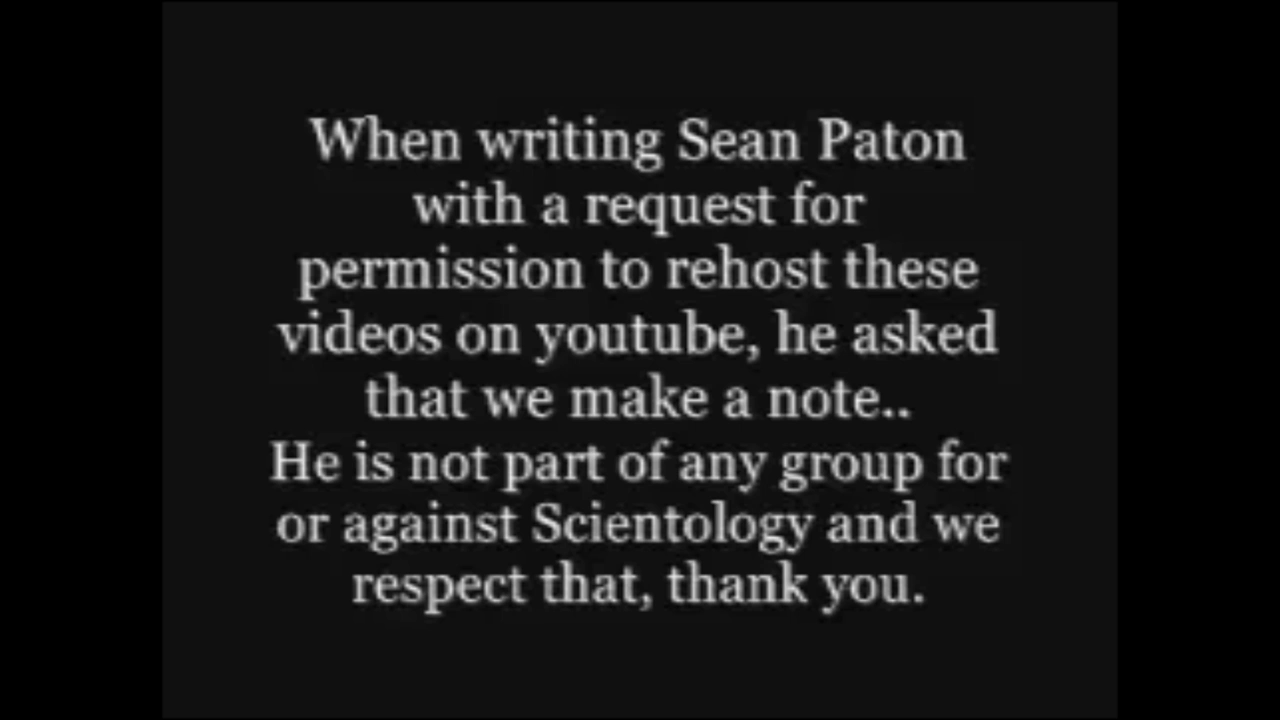 When writing Sean Paton
with a request for
permission to rehost these
videos on youtube, he asked
that we make a note..
He is not part of any group for
or against Scientology and we
respect that, thank you.